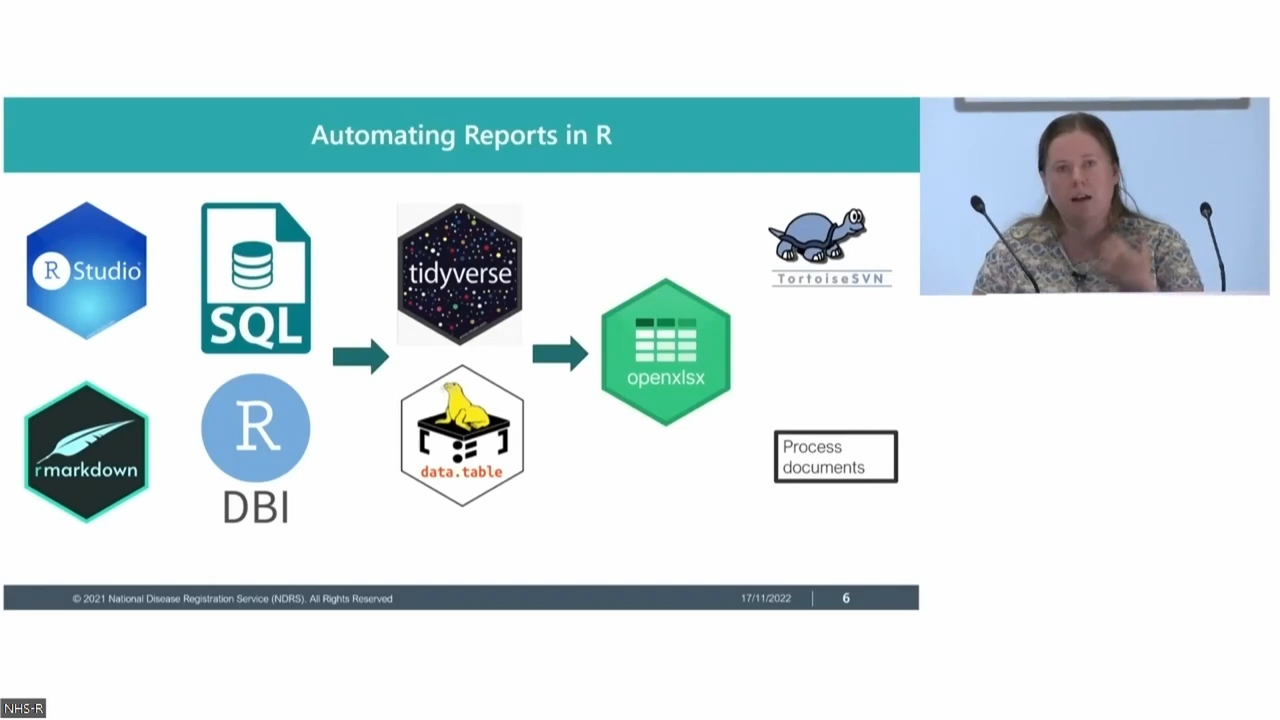 Automating Reports in R
R Studio
SQL
tidyverse
TortoiseSVN
openxlsx
rmarkdown
R
DBI
data.table
Process
documents
© 2021 National Disease Registration Service (NDRS). All Rights Reserved
17/11/2022 | 6
NHS-R